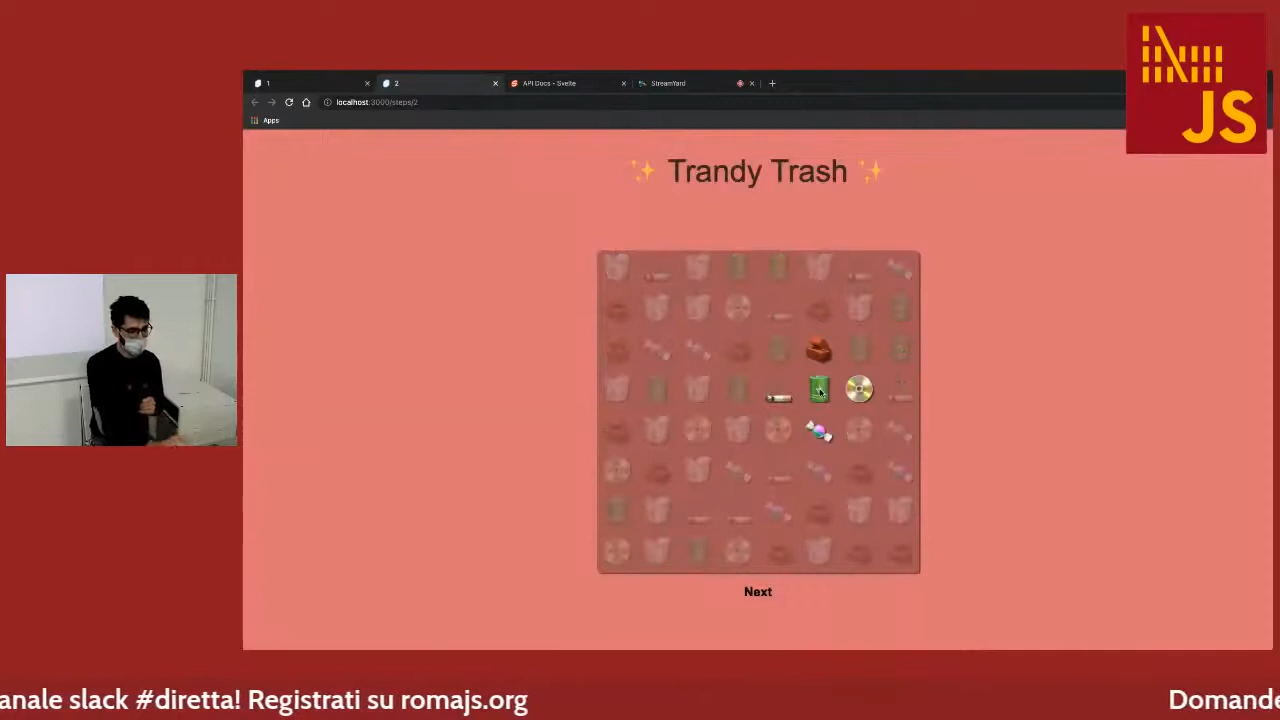 1
2
API Docs - Svelte
StreamYard
localhost:3000/steps/2
Apps
JS
✨ Trandy Trash ✨
Next
anale slack #diretta! Registrati su romajs.org
Domande